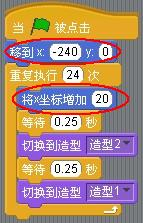 当 被点击
移到 x: -240 y: 0
重复执行 24 次
将x坐标增加 20
等待 0.25 秒
切换到造型 造型2
等待 0.25 秒
切换到造型 造型1